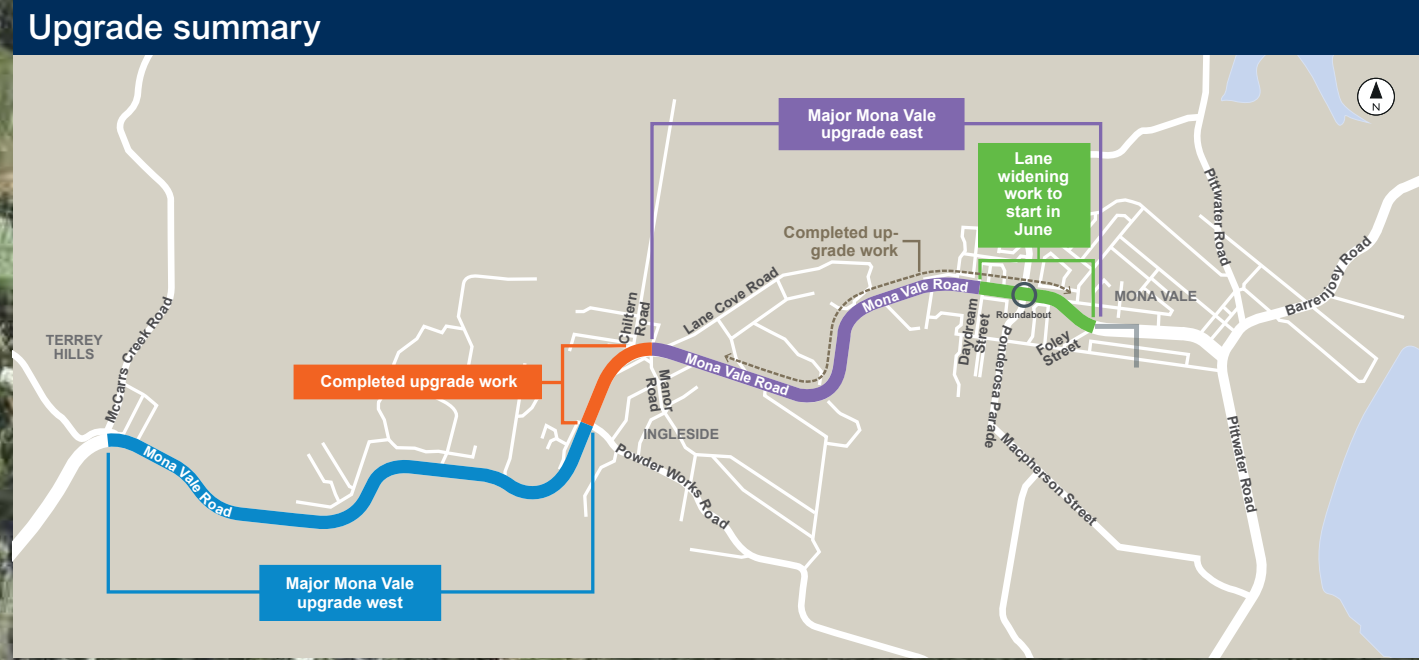 Upgrade summary
N
Major Mona Vale
upgrade east
Lane
widening
work to
start in
June
Completed up-
grade work
Pittwater Road
Barrenjoey Road
MONA VALE
Mona Vale Road
Roundabout
Daydream
Street
Ponderosa Parade
Foley
Street
Lane Cove Road
Chiltern
Road
TERREY
HILLS
McCarrs Creek Road
Completed upgrade work
Mona Vale Road
Manor
Road
INGLESIDE
Powder Works Road
Macpherson Street
Pittwater Road
Mona Vale Road
Major Mona Vale
upgrade west